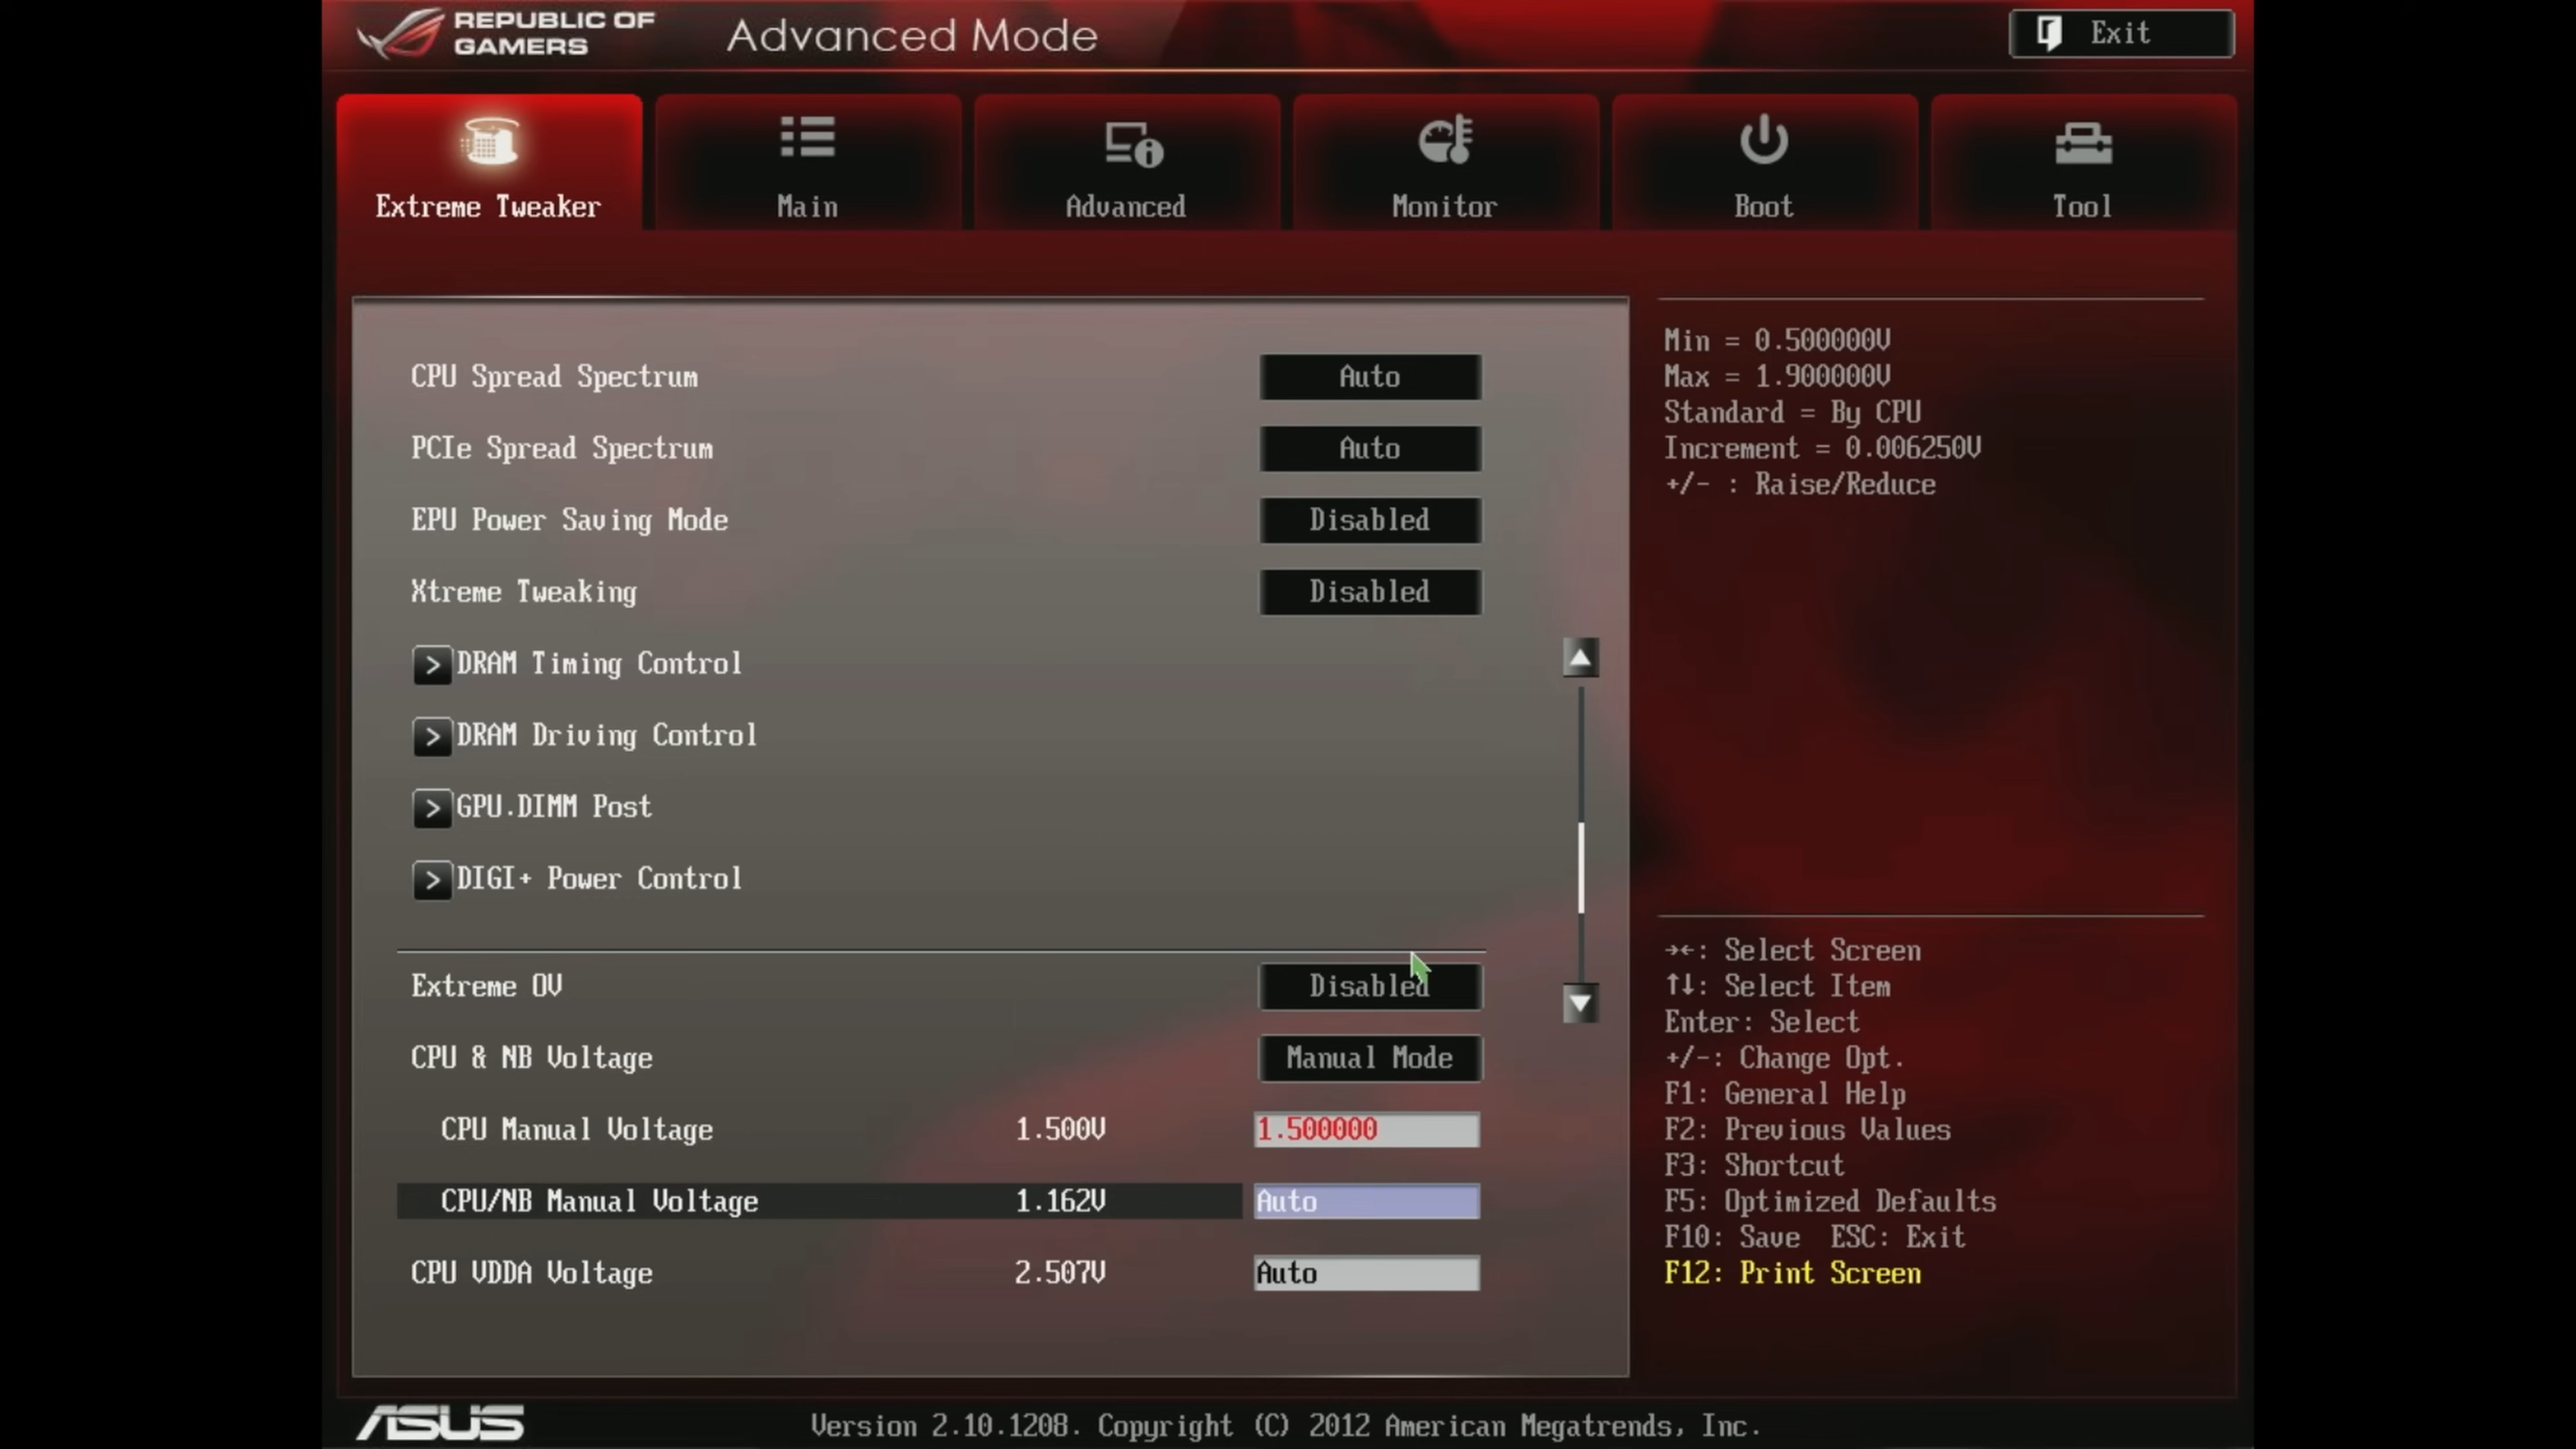 REPUBLIC OF
GAMERS
Advanced Mode
Exit
Extreme Tweaker
Main
Advanced
Monitor
Boot
Tool
CPU Spread Spectrum Auto
PCIe Spread Spectrum Auto
EPU Power Saving Mode Disabled
Xtreme Tweaking Disabled
> DRAM Timing Control
> DRAM Driving Control
> GPU.DIMM Post
> DIGI+ Power Control
Extreme OV Disabled
CPU & NB Voltage Manual Mode
CPU Manual Voltage 1.500V 1.500000
CPU/NB Manual Voltage 1.162V Auto
CPU VDDA Voltage 2.507V Auto
Min = 0.500000V
Max = 1.900000V
Standard = By CPU
Increment = 0.006250V
+/- : Raise/Reduce
→←: Select Screen
↑↓: Select Item
Enter: Select
+/-: Change Opt.
F1: General Help
F2: Previous Values
F3: Shortcut
F5: Optimized Defaults
F10: Save ESC: Exit
F12: Print Screen
ASUS
Version 2.10.1208. Copyright (C) 2012 American Megatrends, Inc.